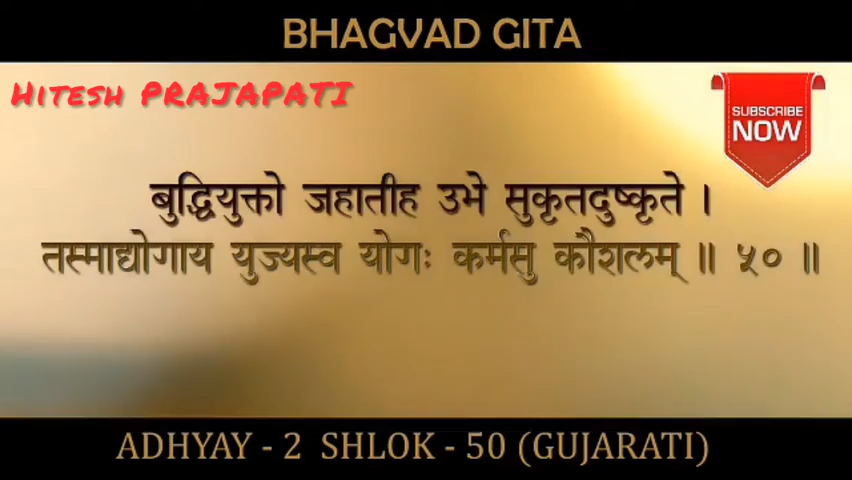 BHAGVAD GITA
HITESH PRAJAPATI
SUBSCRIBE
NOW
बुद्धियुक्तो जहातीह उभे सुकृतदुष्कृते ।
तस्माद्योगाय युज्यस्व योगः कर्मसु कौशलम् ॥ ५० ॥
ADHYAY - 2 SHLOK - 50 (GUJARATI)